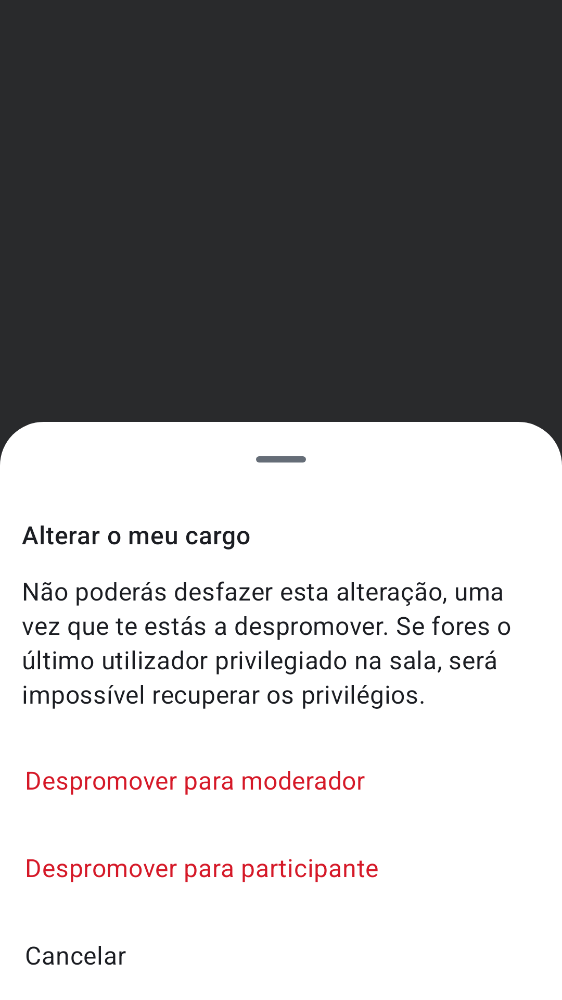 Alterar o meu cargo
Não poderás desfazer esta alteração, uma
vez que te estás a despromover. Se fores o
último utilizador privilegiado na sala, será
impossível recuperar os privilégios.
Despromover para moderador
Despromover para participante
Cancelar